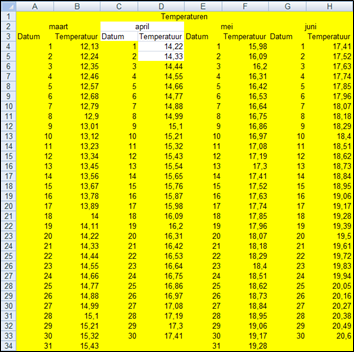 A B C D E F G H
1 Temperaturen
2 maart april mei juni
3 Datum Temperatuur Datum Temperatuur Datum Temperatuur Datum Temperatuur
4 1 12,13 1 14,22 1 15,98 1 17,41
5 2 12,24 2 14,33 2 16,09 2 17,52
6 3 12,35 3 14,44 3 16,2 3 17,63
7 4 12,46 4 14,55 4 16,31 4 17,74
8 5 12,57 5 14,66 5 16,42 5 17,85
9 6 12,68 6 14,77 6 16,53 6 17,96
10 7 12,79 7 14,88 7 16,64 7 18,07
11 8 12,9 8 14,99 8 16,75 8 18,18
12 9 13,01 9 15,1 9 16,86 9 18,29
13 10 13,12 10 15,21 10 16,97 10 18,4
14 11 13,23 11 15,32 11 17,08 11 18,51
15 12 13,34 12 15,43 12 17,19 12 18,62
16 13 13,45 13 15,54 13 17,3 13 18,73
17 14 13,56 14 15,65 14 17,41 14 18,84
18 15 13,67 15 15,76 15 17,52 15 18,95
19 16 13,78 16 15,87 16 17,63 16 19,06
20 17 13,89 17 15,98 17 17,74 17 19,17
21 18 14 18 16,09 18 17,85 18 19,28
22 19 14,11 19 16,2 19 17,96 19 19,39
23 20 14,22 20 16,31 20 18,07 20 19,5
24 21 14,33 21 16,42 21 18,18 21 19,61
25 22 14,44 22 16,53 22 18,29 22 19,72
26 23 14,55 23 16,64 23 18,4 23 19,83
27 24 14,66 24 16,75 24 18,51 24 19,94
28 25 14,77 25 16,86 25 18,62 25 20,05
29 26 14,88 26 16,97 26 18,73 26 20,16
30 27 14,99 27 17,08 27 18,84 27 20,27
31 28 15,1 28 17,19 28 18,95 28 20,38
32 29 15,21 29 17,3 29 19,06 29 20,49
33 30 15,32 30 17,41 30 19,17 30 20,6
34 31 15,43 31 19,28